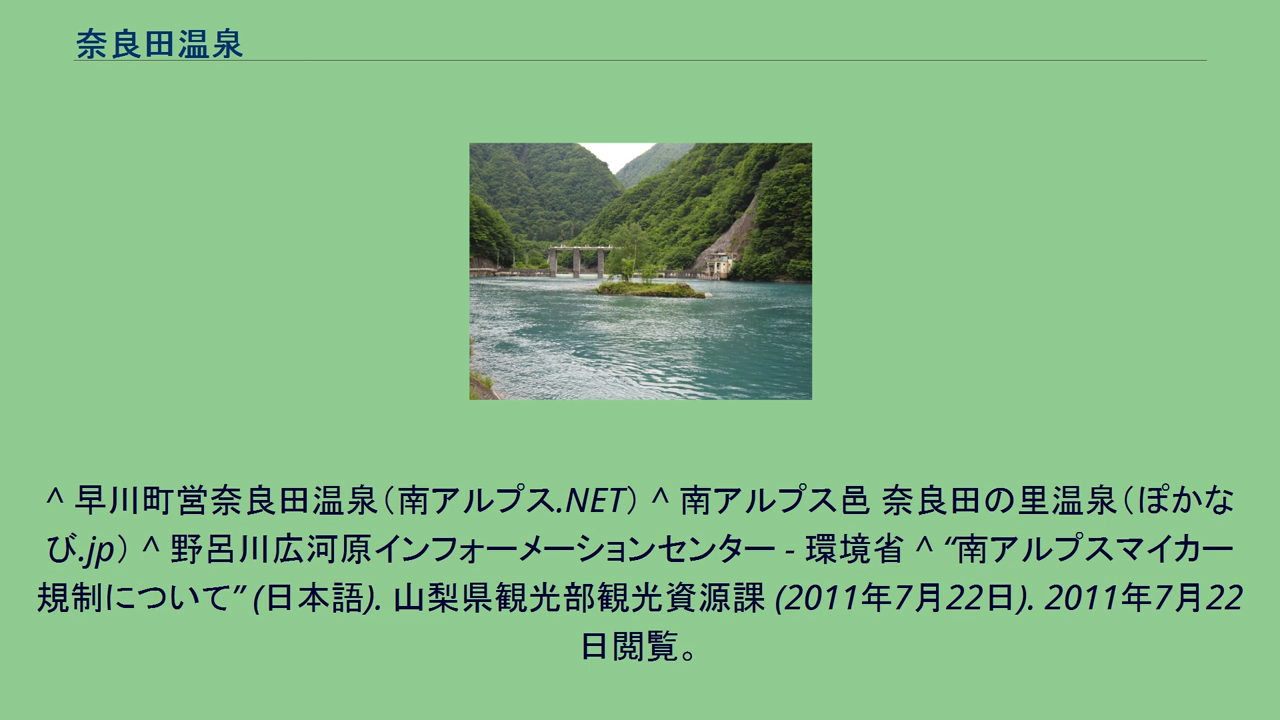 奈良田温泉
^ 早川町営奈良田温泉（南アルプス.NET） ^ 南アルプス邑 奈良田の里温泉（ぽかな
び.jp） ^ 野呂川広河原インフォーメーションセンター - 環境省 ^ “南アルプスマイカー
規制について” (日本語). 山梨県観光部観光資源課 (2011年7月22日). 2011年7月22
日閲覧。